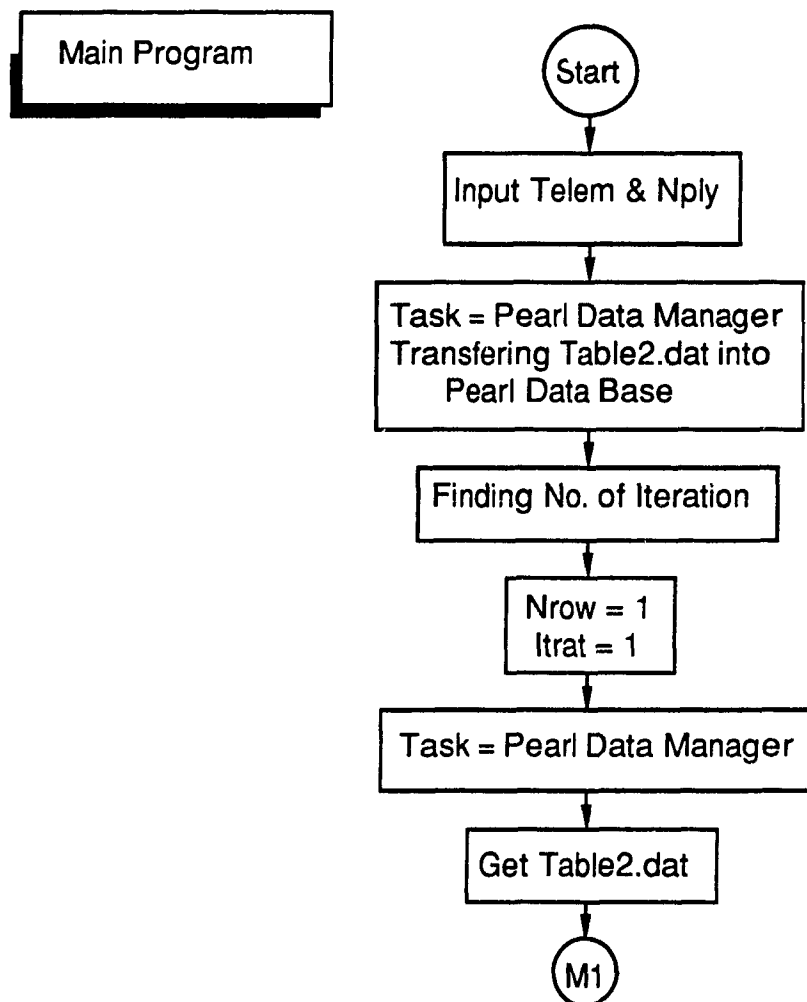 Main Program
Start
Input Telem & Nply
Task = Pearl Data Manager
Transfering Table2.dat into
Pearl Data Base
Finding No. of Iteration
Nrow = 1
Itrat = 1
Task = Pearl Data Manager
Get Table2.dat
M1